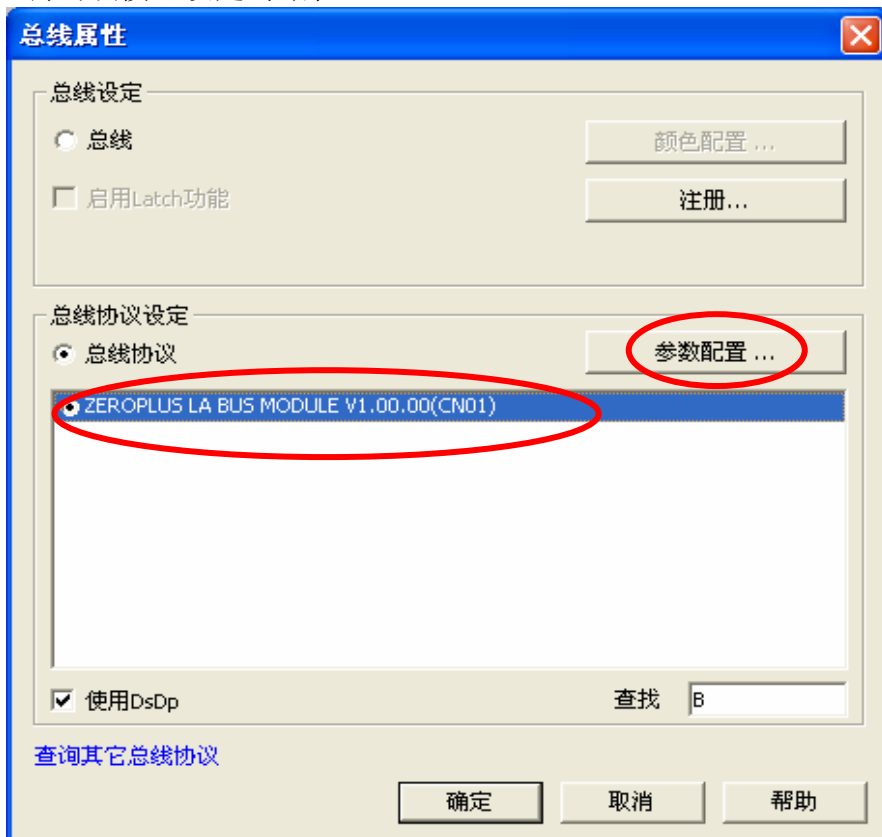 总线属性
总线设定
总线
颜色配置 ...
启用Latch功能
注册...
总线协议设定
总线协议
参数配置 ...
ZEROPLUS LA BUS MODULE V1.00.00(CN01)
使用DsDp
查找
B
查询其它总线协议
确定
取消
帮助